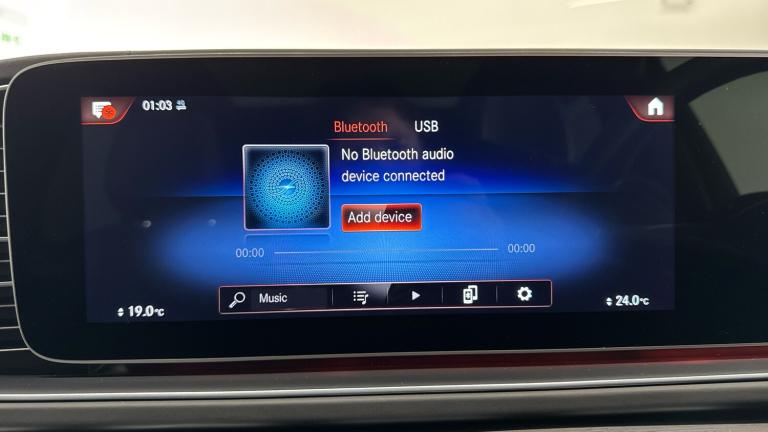 01:03
Bluetooth USB
No Bluetooth audio
device connected
Add device
00:00 00:00
Music
19.0°C 24.0°C